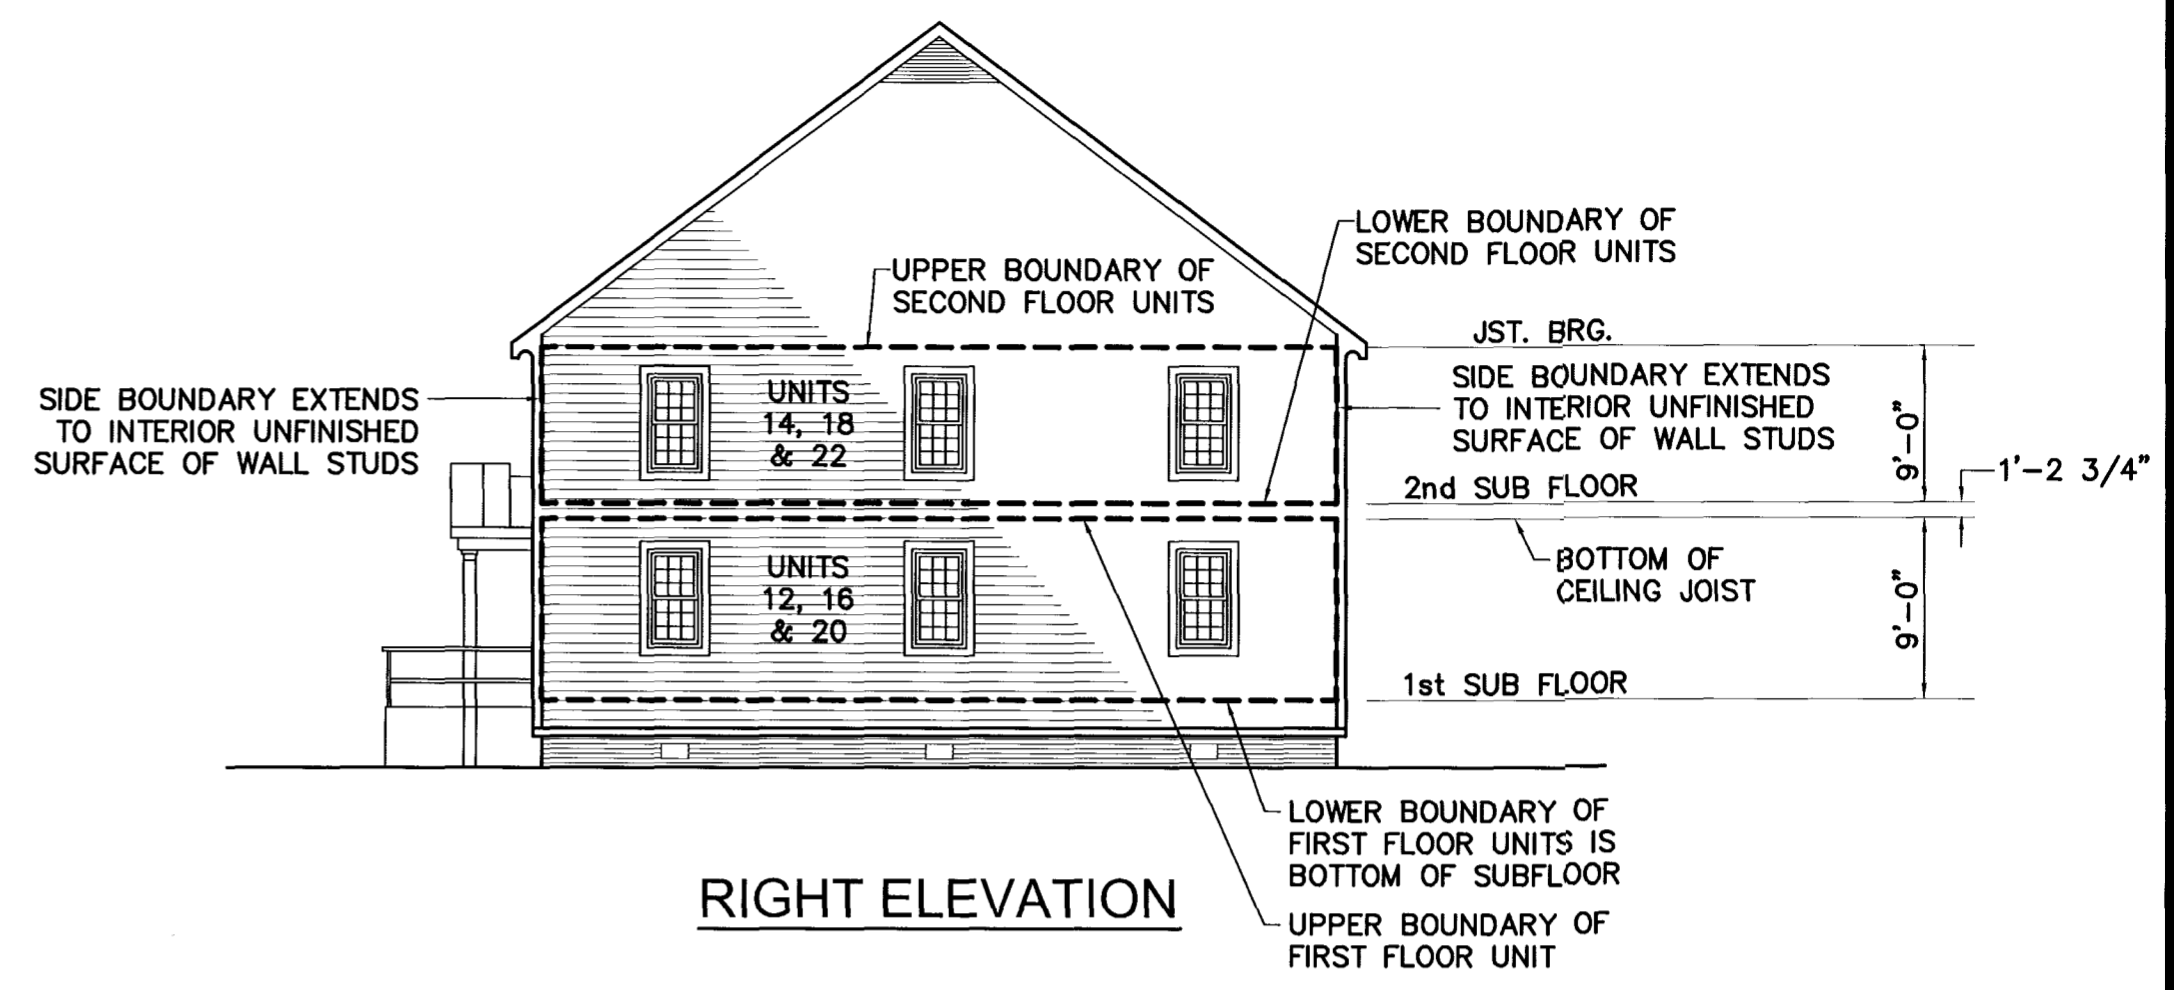 LOWER BOUNDARY OF
SECOND FLOOR UNITS
UPPER BOUNDARY OF
SECOND FLOOR UNITS
JST. BRG.
SIDE BOUNDARY EXTENDS
TO INTERIOR UNFINISHED
SURFACE OF WALL STUDS
UNITS
14, 18
& 22
SIDE BOUNDARY EXTENDS
TO INTERIOR UNFINISHED
SURFACE OF WALL STUDS
9'-0"
1'-2 3/4"
2nd SUB FLOOR
BOTTOM OF
CEILING JOIST
UNITS
12, 16
& 20
9'-0"
1st SUB FLOOR
LOWER BOUNDARY OF
FIRST FLOOR UNITS IS
BOTTOM OF SUBFLOOR
RIGHT ELEVATION
UPPER BOUNDARY OF
FIRST FLOOR UNIT